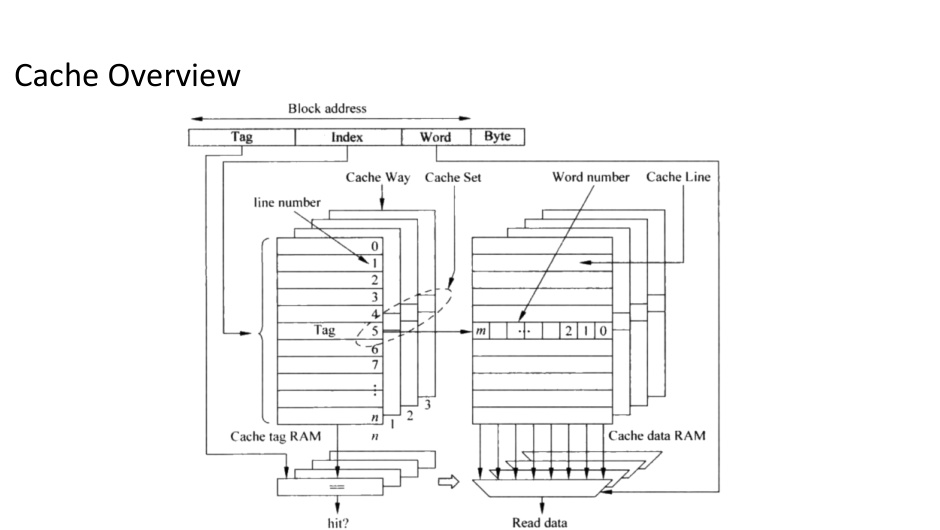 Cache Overview
Block address
Tag Index Word Byte
Cache Way Cache Set Word number Cache Line
line number
0
1
2
3
4
Tag 5 m ... 2 1 0
6
7
⋮
3
2
n 1
Cache tag RAM n Cache data RAM
==
hit? Read data